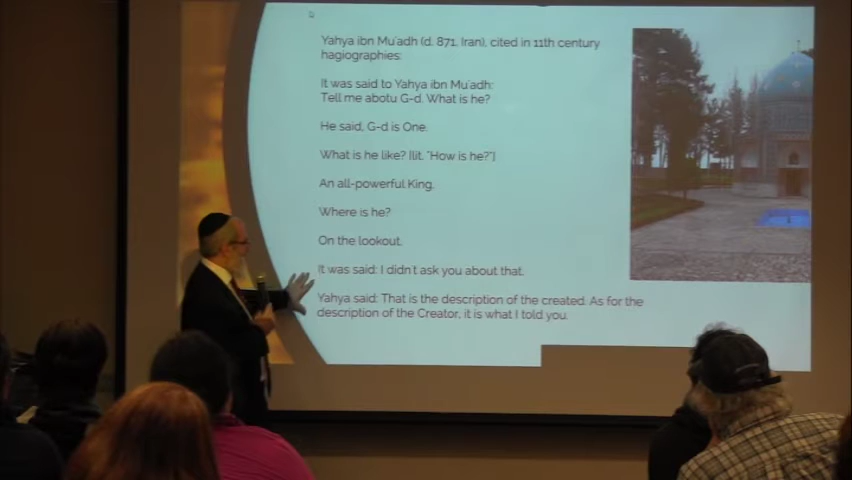 Yahya ibn Mu'adh (d. 871, Iran), cited in 11th century
hagiographies:
It was said to Yahya ibn Mu'adh:
Tell me abotu G-d. What is he?
He said, G-d is One.
What is he like? [lit. "How is he?"]
An all-powerful King.
Where is he?
On the lookout.
It was said: I didn't ask you about that.
Yahya said: That is the description of the created. As for the
description of the Creator, it is what I told you.